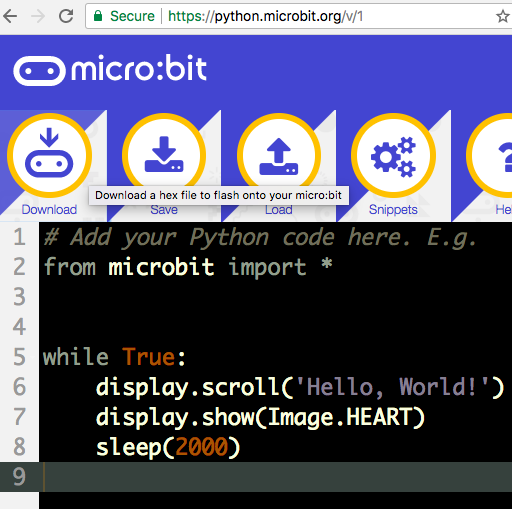 Secure https://python.microbit.org/v/1
micro:bit
Download a hex file to flash onto your micro:bit
Download Save Load Snippets Hel
1 # Add your Python code here. E.g.
2 from microbit import *
3
4
5 while True:
6     display.scroll('Hello, World!')
7     display.show(Image.HEART)
8     sleep(2000)
9